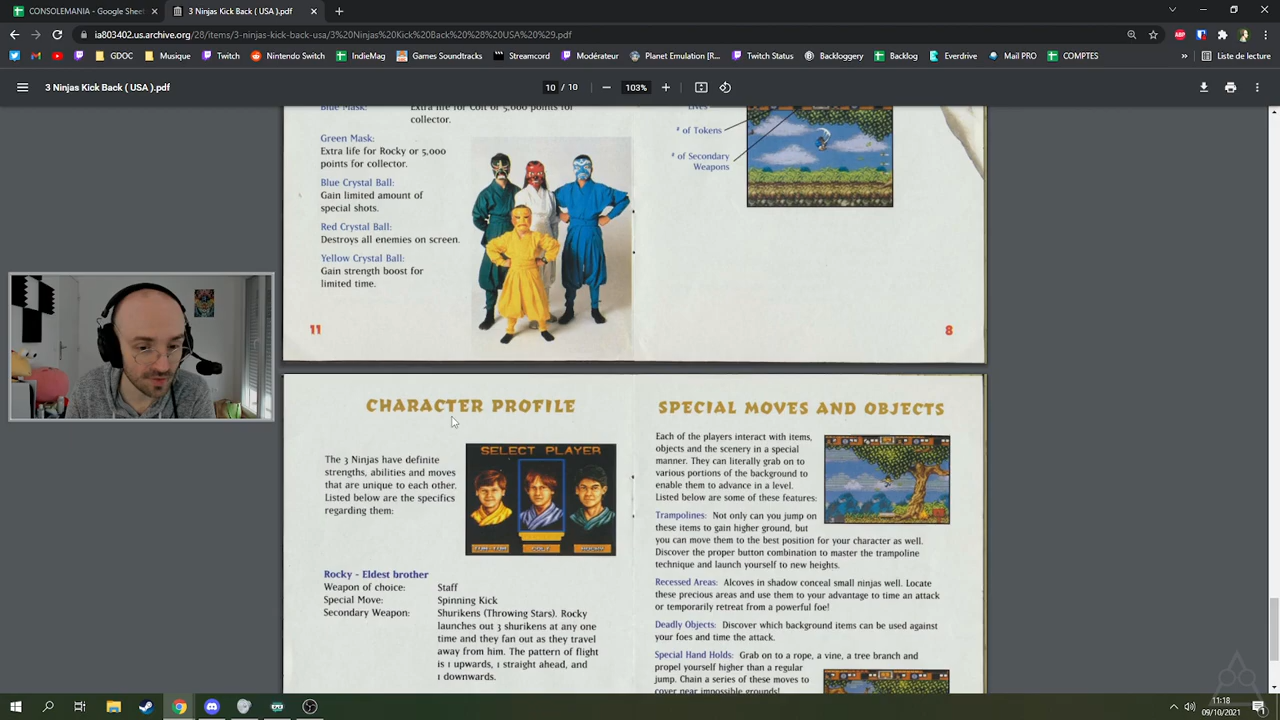 CONSOLEMANIA - Google Sheet
3 Ninjas Kick Back ( USA ).pdf
ia803402.us.archive.org/28/items/3-ninjas-kick-back-usa/3%20Ninjas%20Kick%20Back%20%28%20USA%20%29.pdf
Twitter
GDOC
Musique
Twitch
Streamlabs
IndieMag
Game Soundtracks
Modérateur
Planet Emulation [...
Twitch Status
Backloggd
Backlog
Everdrive
Mail PRO
COMPTES
Liste de lecture
3 Ninjas Kick Back ( USA ).pdf
10 / 10
103%
Blue Mask: Extra life for Colt or 5,000 points for
collector.
Green Mask:
Extra life for Rocky or 5,000
points for collector.
Blue Crystal Ball:
Gain limited amount of
special shots.
Red Crystal Ball:
Destroys all enemies on screen.
Yellow Crystal Ball:
Gain strength boost for
limited time.
11
Lives
# of Tokens
# of Secondary
Weapons
8
CHARACTER PROFILE
The 3 Ninjas have definite
strengths, abilities and moves
that are unique to each other.
Listed below are the specifics
regarding them:
SELECT PLAYER
Rocky - Eldest brother
Weapon of choice: Staff
Special Move: Spinning Kick
Secondary Weapon: Shurikens (Throwing Stars). Rocky
launches out 3 shurikens at any one
time and they fan out as they travel
away from him. The pattern of flight
is 1 upwards, 1 straight ahead, and
1 downwards.
SPECIAL MOVES AND OBJECTS
Each of the players interact with items,
objects and the scenery in a special
manner. They can literally grab on to
various portions of the background to
enable them to advance in a level.
Listed below are some of these features:
Trampolines: Not only can you jump on
these items to gain higher ground, but
you can move them to the best position for your character as well.
Discover the proper button combination to master the trampoline
technique and launch yourself to new heights.
Recessed Areas: Alcoves in shadow conceal small ninjas well. Locate
these precious areas and use them to your advantage to time an attack
or temporarily retreat from a powerful foe!
Deadly Objects: Discover which background items can be used against
your foes and time the attack.
Special Hand Holds: Grab on to a rope, a vine, a tree branch and
propel yourself higher than a regular
jump. Chain a series of these moves to
cover near impossible grounds!
11:18
09/10/2021